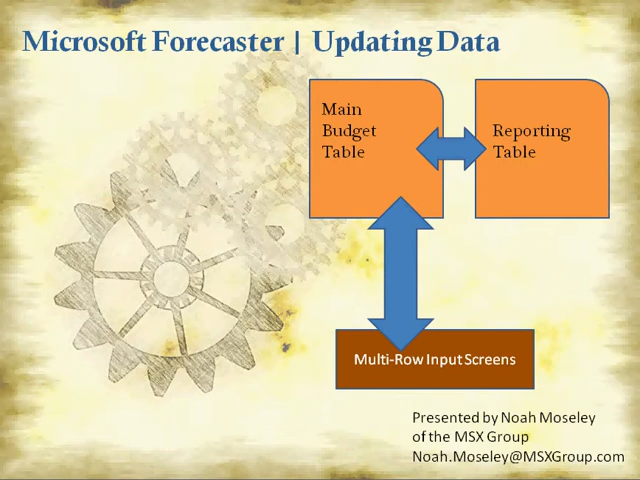 Microsoft Forecaster | Updating Data
Main
Budget
Table
Reporting
Table
Multi-Row Input Screens
Presented by Noah Moseley
of the MSX Group
Noah.Moseley@MSXGroup.com